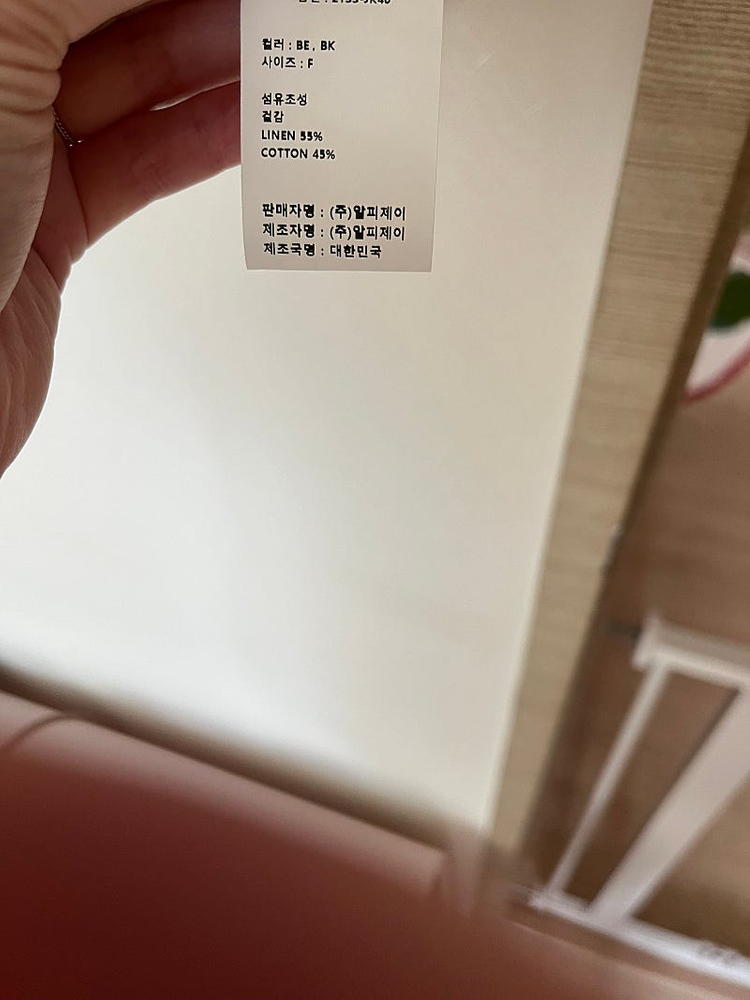 컬러 : BE, BK
사이즈 : F
섬유조성
겉감
LINEN 55%
COTTON 45%
판매자명 : (주)알피제이
제조자명 : (주)알피제이
제조국명 : 대한민국